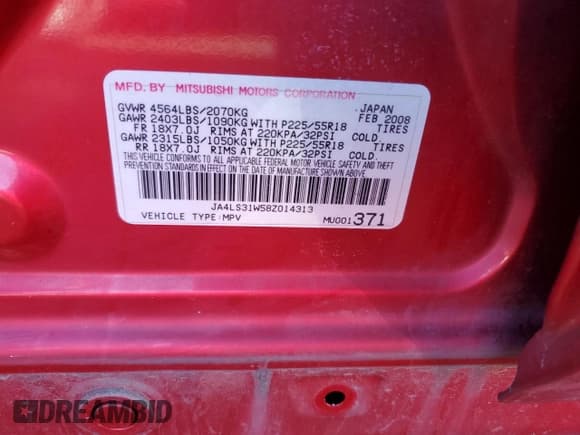 MFD. BY MITSUBISHI MOTORS CORPORATION
GVWR 4564LBS/2070KG JAPAN FEB 2008
GAWR 2403LBS/1090KG WITH P225/55R18 TIRES
FR 18X7.0J RIMS AT 220KPA/32PSI COLD.
GAWR 2315LBS/1050KG WITH P225/55R18 TIRES
RR 18X7.0J RIMS AT 220KPA/32PSI COLD.
THIS VEHICLE CONFORMS TO ALL APPLICABLE FEDERAL MOTOR VEHICLE SAFETY AND THEFT
PREVENTION STANDARDS IN EFFECT ON THE DATE OF MANUFACTURE SHOWN ABOVE.
JA4LS31W58Z014313
VEHICLE TYPE:MPV MUG01 371
DREAMBID